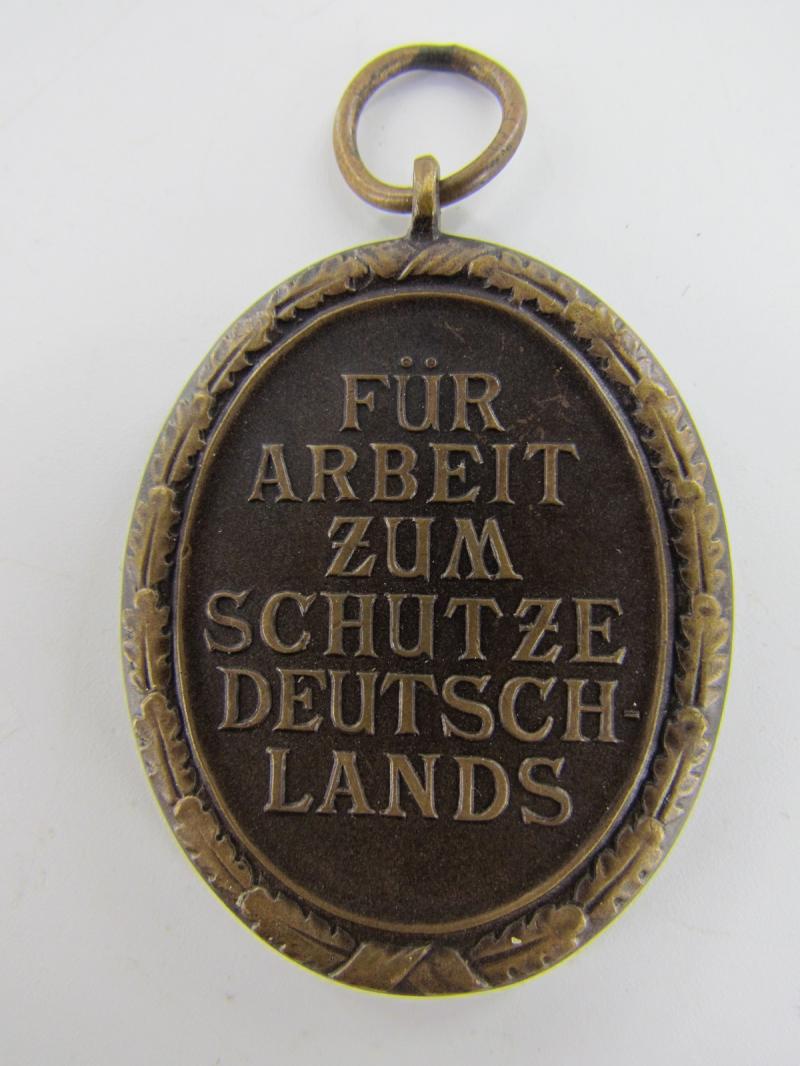 FÜR
ARBEIT
ZUM
SCHUTZE
DEUTSCH-
LANDS